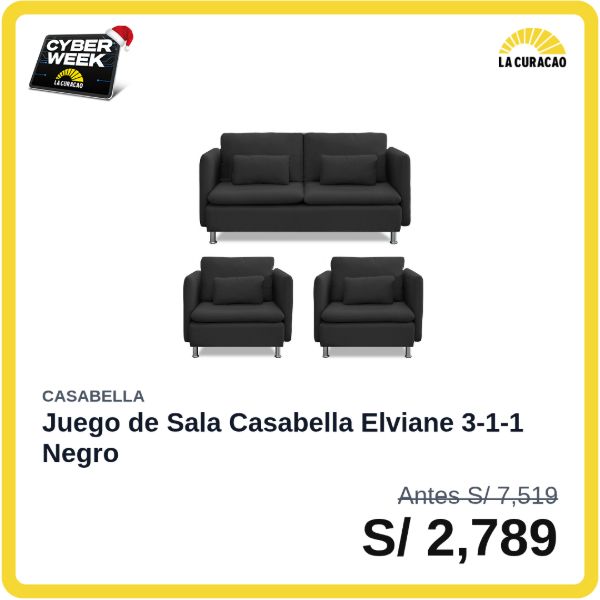 CYBER
WEEK
LA CURACAO
LA CURACAO
CASABELLA
Juego de Sala Casabella Elviane 3-1-1
Negro
Antes S/ 7,519
S/ 2,789